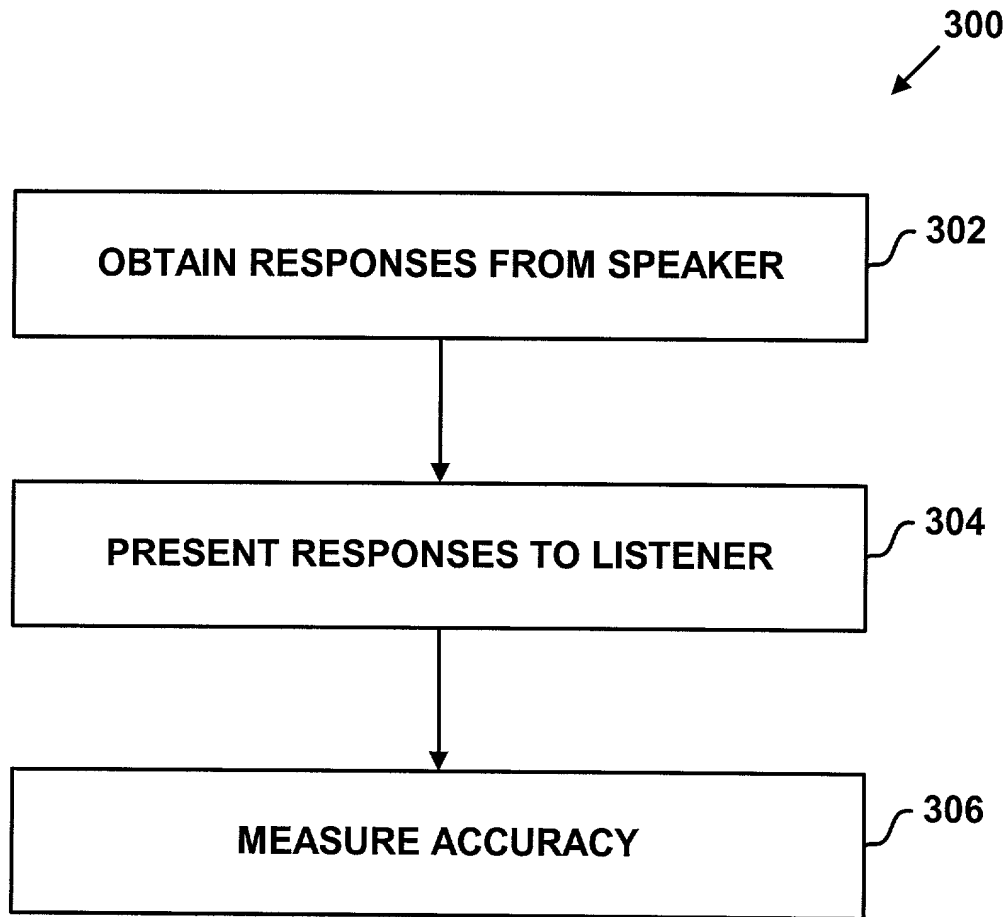 300
OBTAIN RESPONSES FROM SPEAKER
302
PRESENT RESPONSES TO LISTENER
304
MEASURE ACCURACY
306